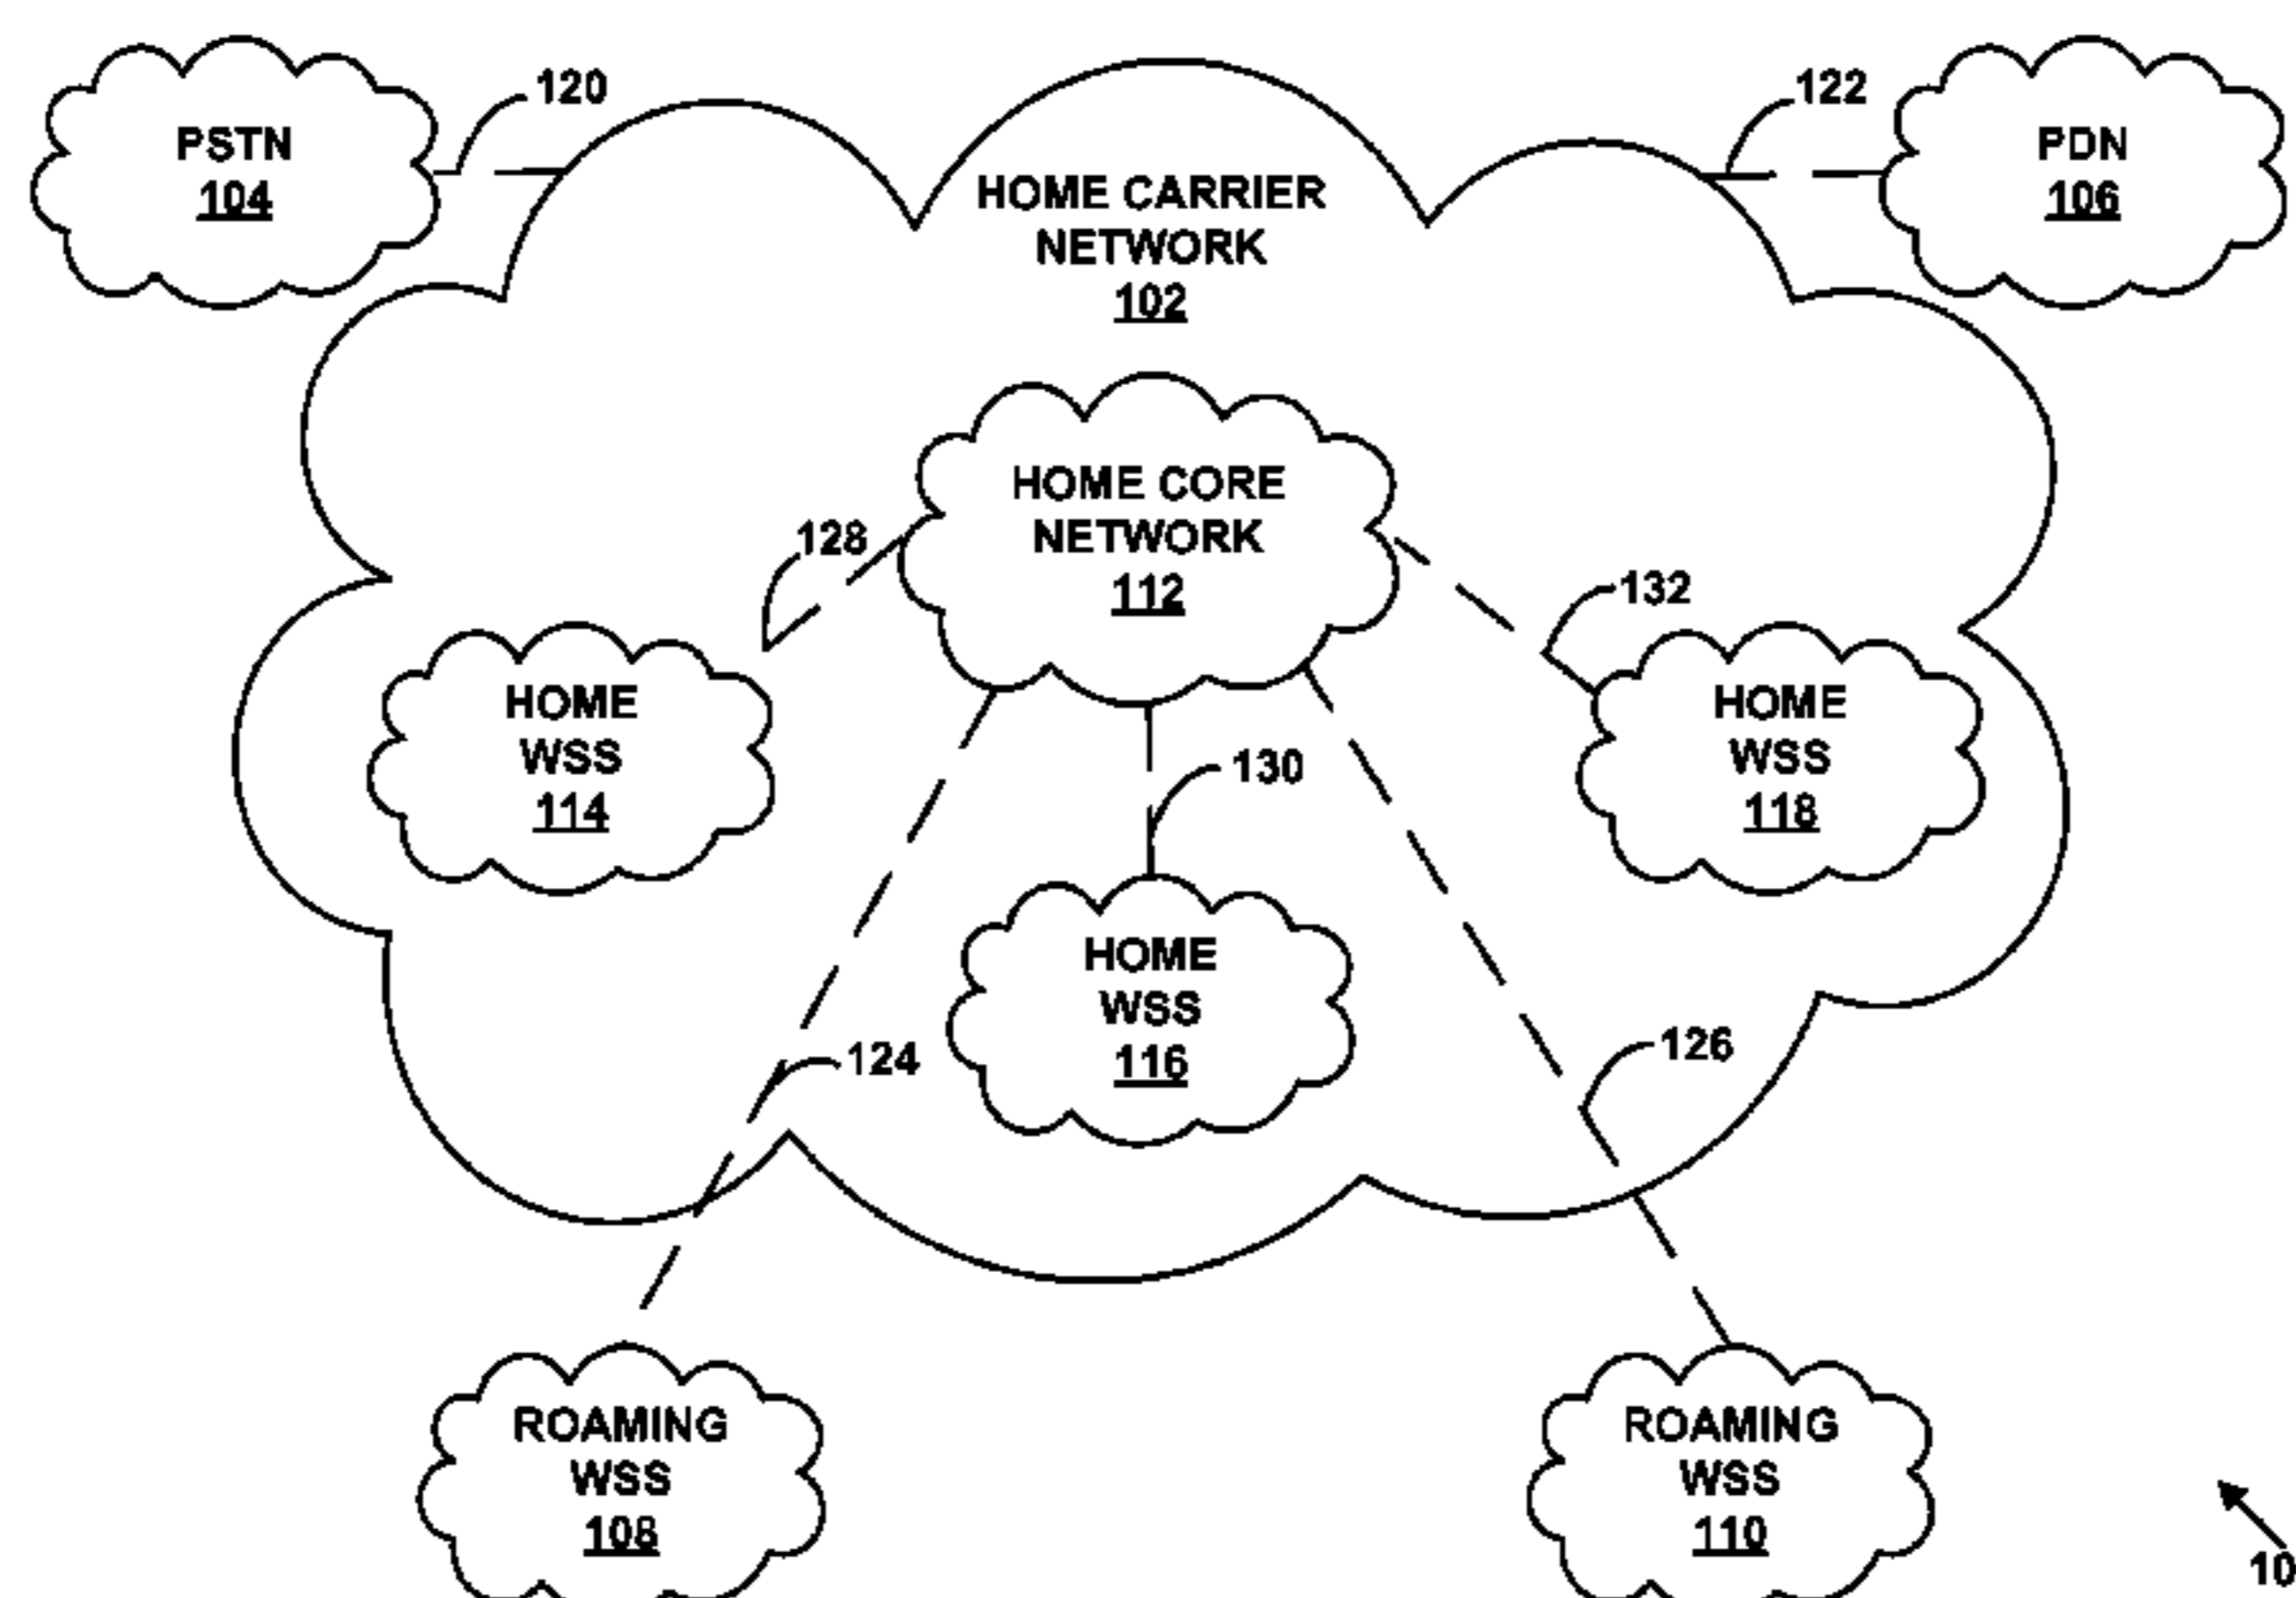 120
122
PSTN
104
PDN
106
HOME CARRIER
NETWORK
102
HOME CORE
NETWORK
112
128
132
HOME
WSS
114
HOME
WSS
118
130
HOME
WSS
116
124
126
ROAMING
WSS
108
ROAMING
WSS
110
10